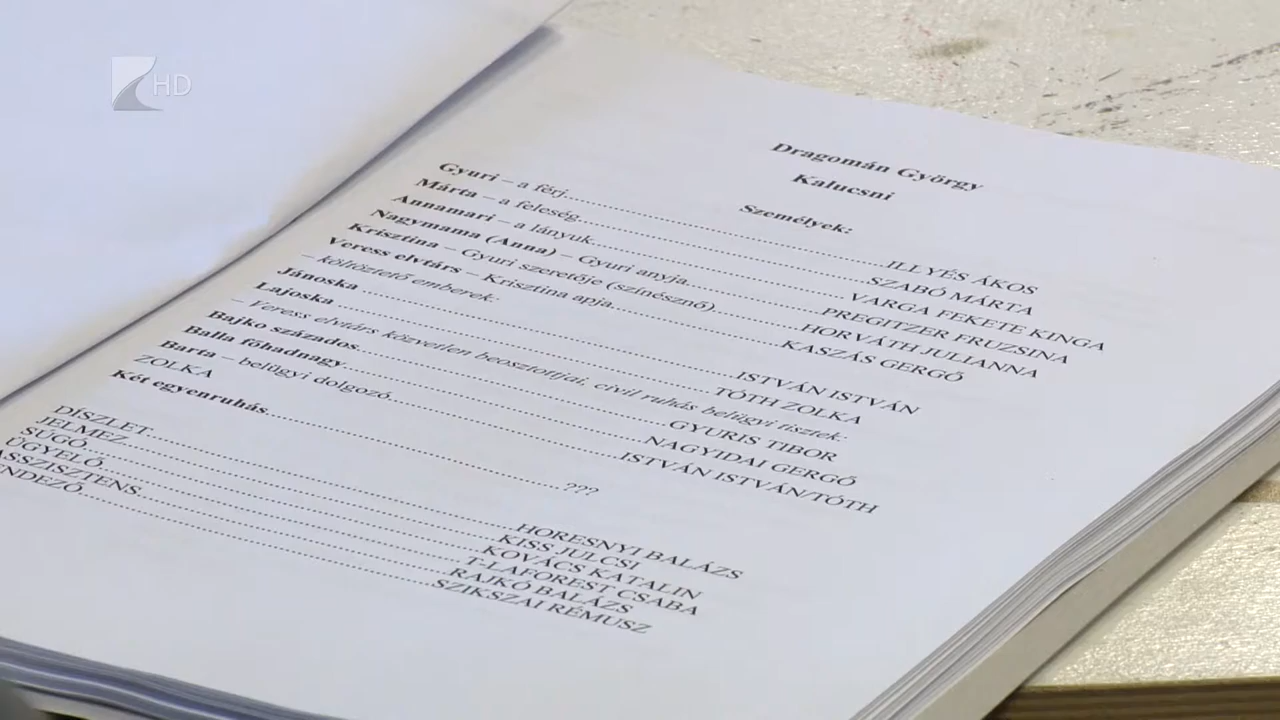 HD
Dragomán György
Kalucsni
Személyek:
Gyuri – a férj..........ILLYÉS ÁKOS
Márta – a feleség..........SZABÓ MÁRTA
Annamari – a lányuk..........VARGA FEKETE KINGA
Nagymama (Anna) – Gyuri anyja..........PREGITZER FRUZSINA
Krisztina – Gyuri szeretője (színésznő)..........HORVÁTH JULIANNA
Veress elvtárs – Krisztina apja..........KASZÁS GERGŐ
– költöztető emberek:
Jánoska..........ISTVÁN ISTVÁN
Lajoska..........TÓTH ZOLKA
– Veress elvtárs közvetlen beosztottjai, civil ruhás belügyi tisztek:
Bajko százados..........GYURIS TIBOR
Balla főhadnagy..........NAGYIDAI GERGŐ
Barta – belügyi dolgozó..........ISTVÁN ISTVÁN/TÓTH
ZOLKA
Két egyenruhás..........???
DÍSZLET..........HORESNYI BALÁZS
JELMEZ..........KISS JULCSI
SÚGÓ..........KOVÁCS KATALIN
ÜGYELŐ..........T-LAFOREST CSABA
ASSZISZTENS..........RAJKÓ BALÁZS
ENDEZŐ..........SZIKSZAI RÉMUSZ